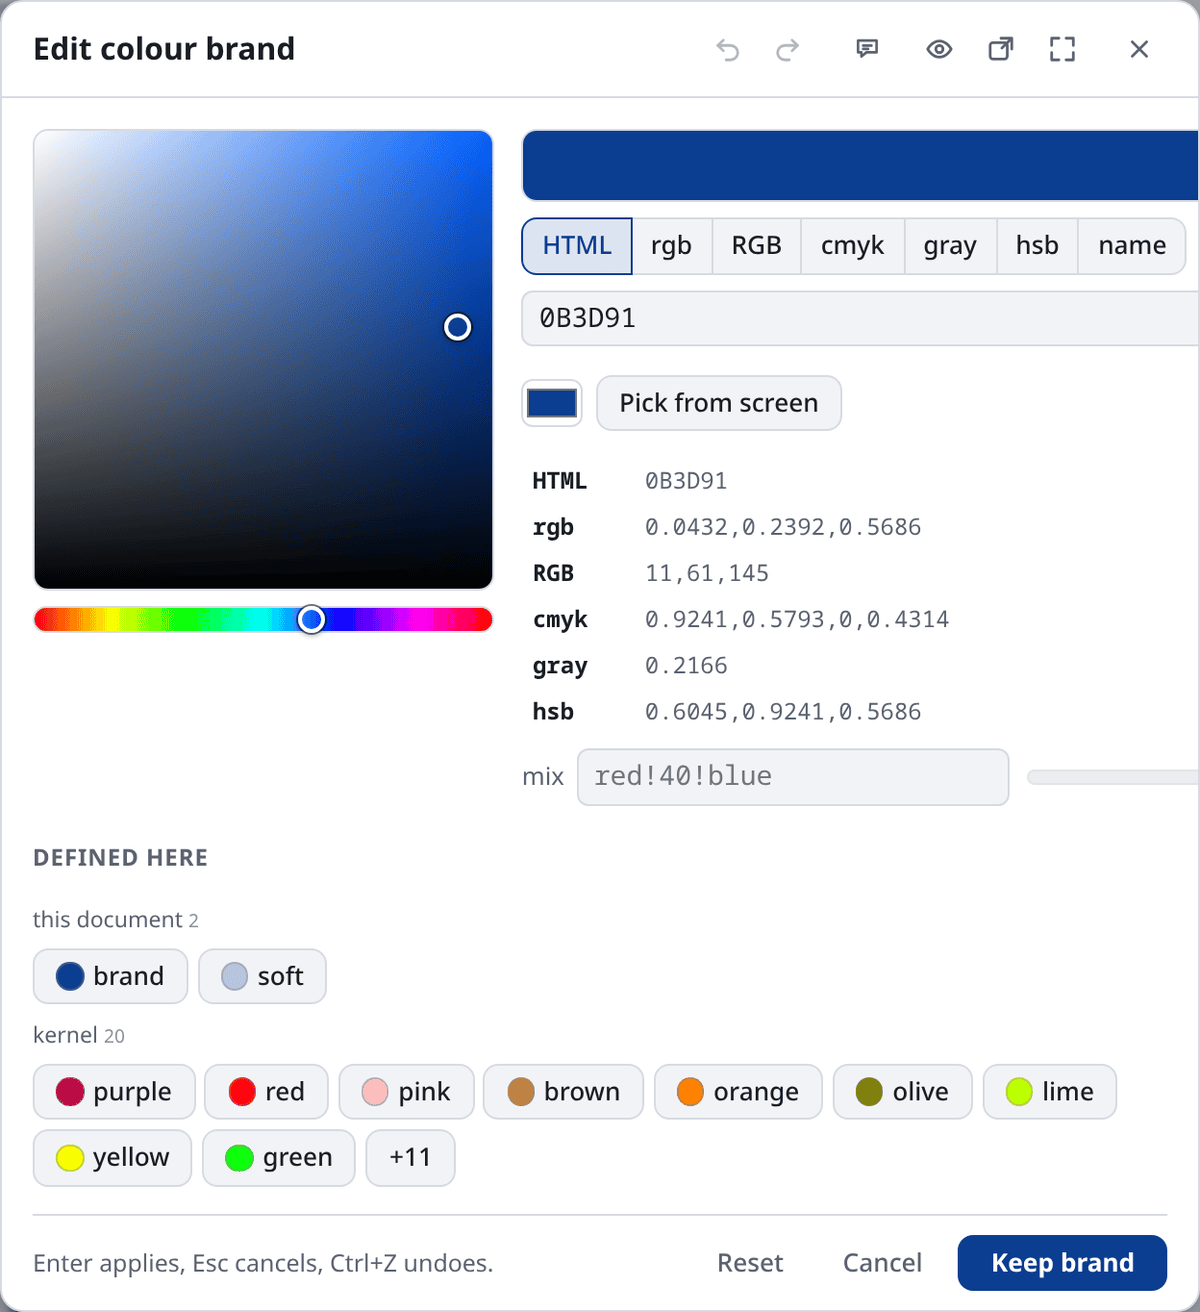 Edit colour brand
HTML rgb RGB cmyk gray hsb name
0B3D91
Pick from screen
HTML 0B3D91
rgb 0.0432,0.2392,0.5686
RGB 11,61,145
cmyk 0.9241,0.5793,0,0.4314
gray 0.2166
hsb 0.6045,0.9241,0.5686
mix red!40!blue
DEFINED HERE
this document 2
brand soft
kernel 20
purple red pink brown orange olive lime
yellow green +11
Enter applies, Esc cancels, Ctrl+Z undoes. Reset Cancel Keep brand